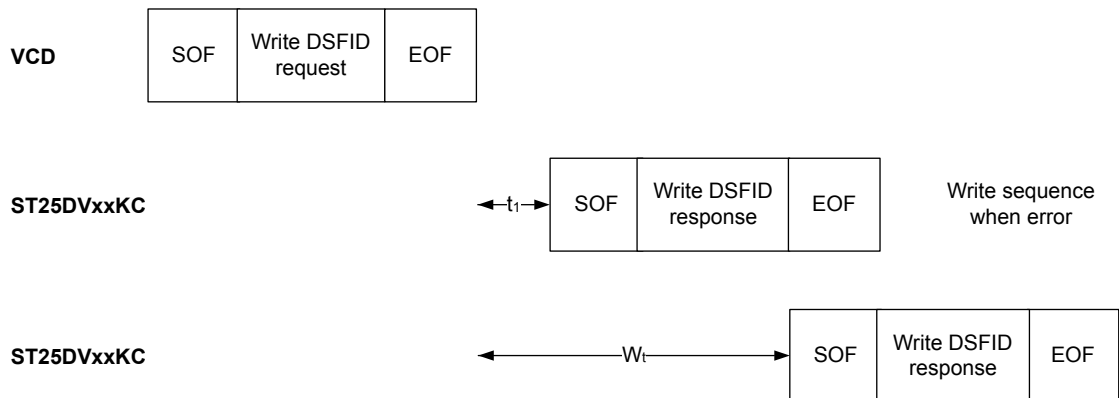 VCD
SOF
Write DSFID
request
EOF
ST25DVxxKC
t1
SOF
Write DSFID
response
EOF
Write sequence
when error
ST25DVxxKC
Wt
SOF
Write DSFID
response
EOF